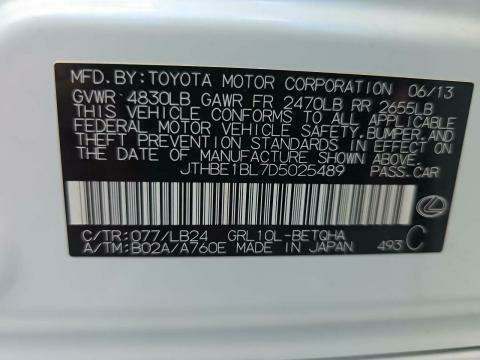 MFD. BY: TOYOTA MOTOR CORPORATION 06/13
GVWR 4830LB GAWR FR 2470LB RR 2655LB
THIS VEHICLE CONFORMS TO ALL APPLICABLE
FEDERAL MOTOR VEHICLE SAFETY, BUMPER, AND
THEFT PREVENTION STANDARDS IN EFFECT ON
THE DATE OF MANUFACTURE SHOWN ABOVE.
JTHBE1BL7D5025489 PASS.CAR
C/TR:077/LB24 GRL10L-BETQHA
A/TM:B02A/A760E MADE IN JAPAN 493 C